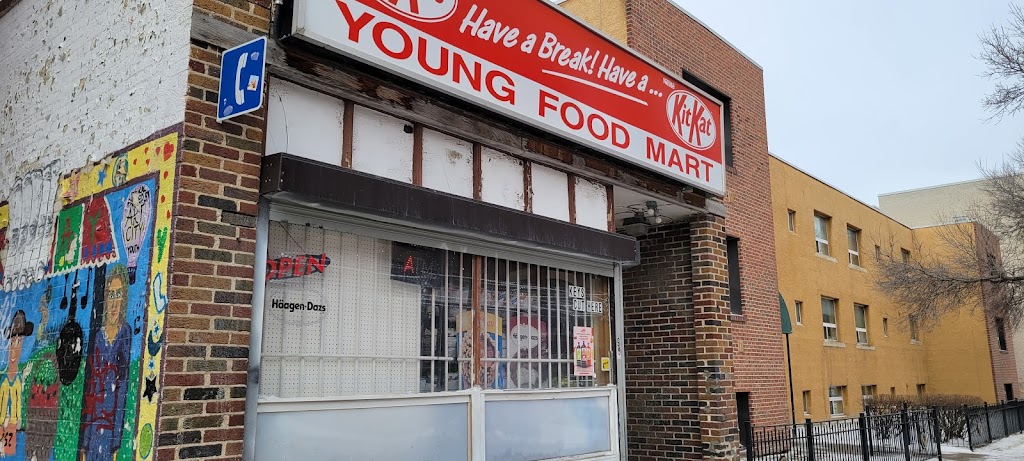 Have a Break! Have a ...
KitKat
YOUNG FOOD MART
OPEN
Häagen-Dazs
A
KEYS
CUT HERE